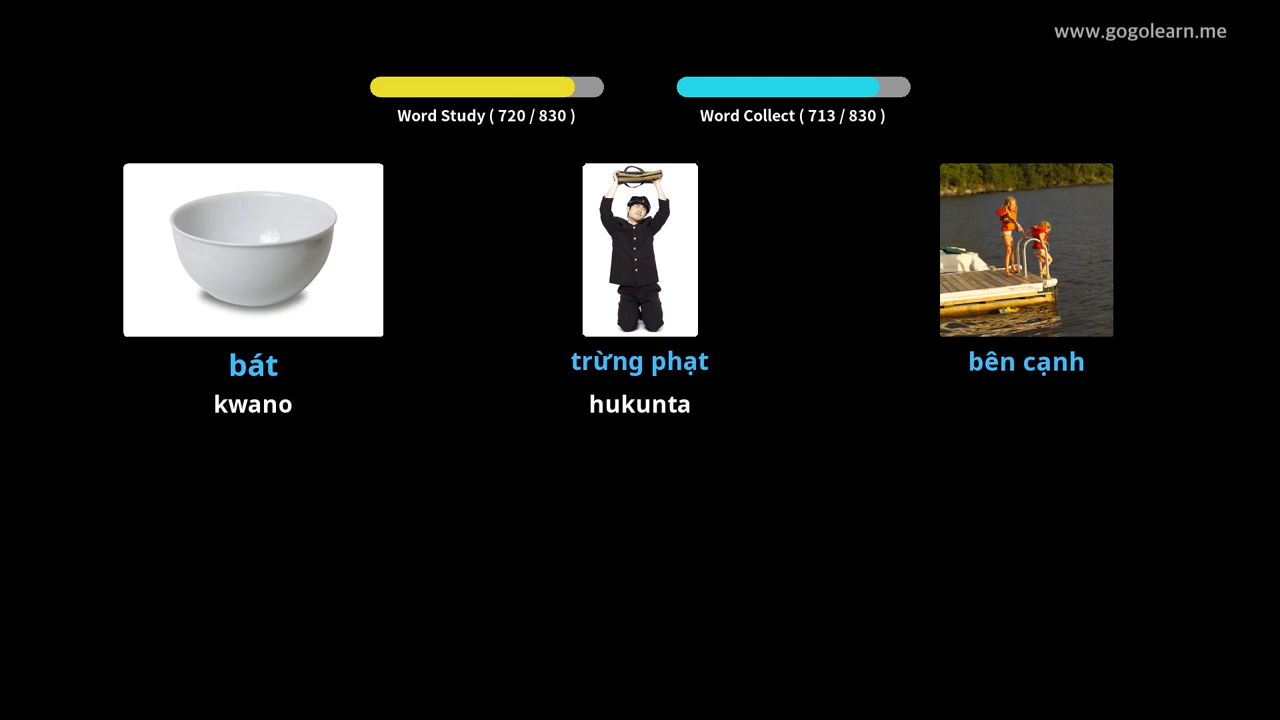 www.gogolearn.me
Word Study ( 720 / 830 )
Word Collect ( 713 / 830 )
bát
trừng phạt
bên cạnh
kwano
hukunta